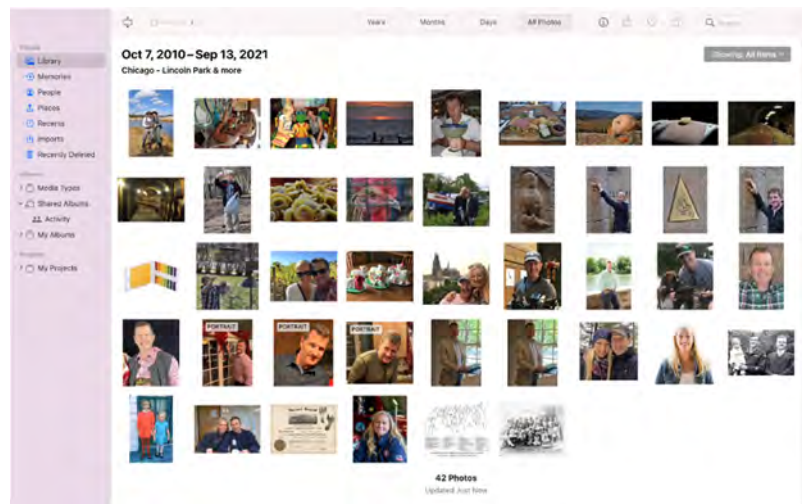 Years Months Days All Photos
Library
Memories
People
Places
Recents
Imports
Recently Deleted
Media Types
Shared Albums
Activity
My Albums
My Projects
Oct 7, 2010–Sep 13, 2021
Chicago - Lincoln Park & more
Showing: All Items
PORTRAIT
PORTRAIT
PORTRAIT
42 Photos
Updated Just Now